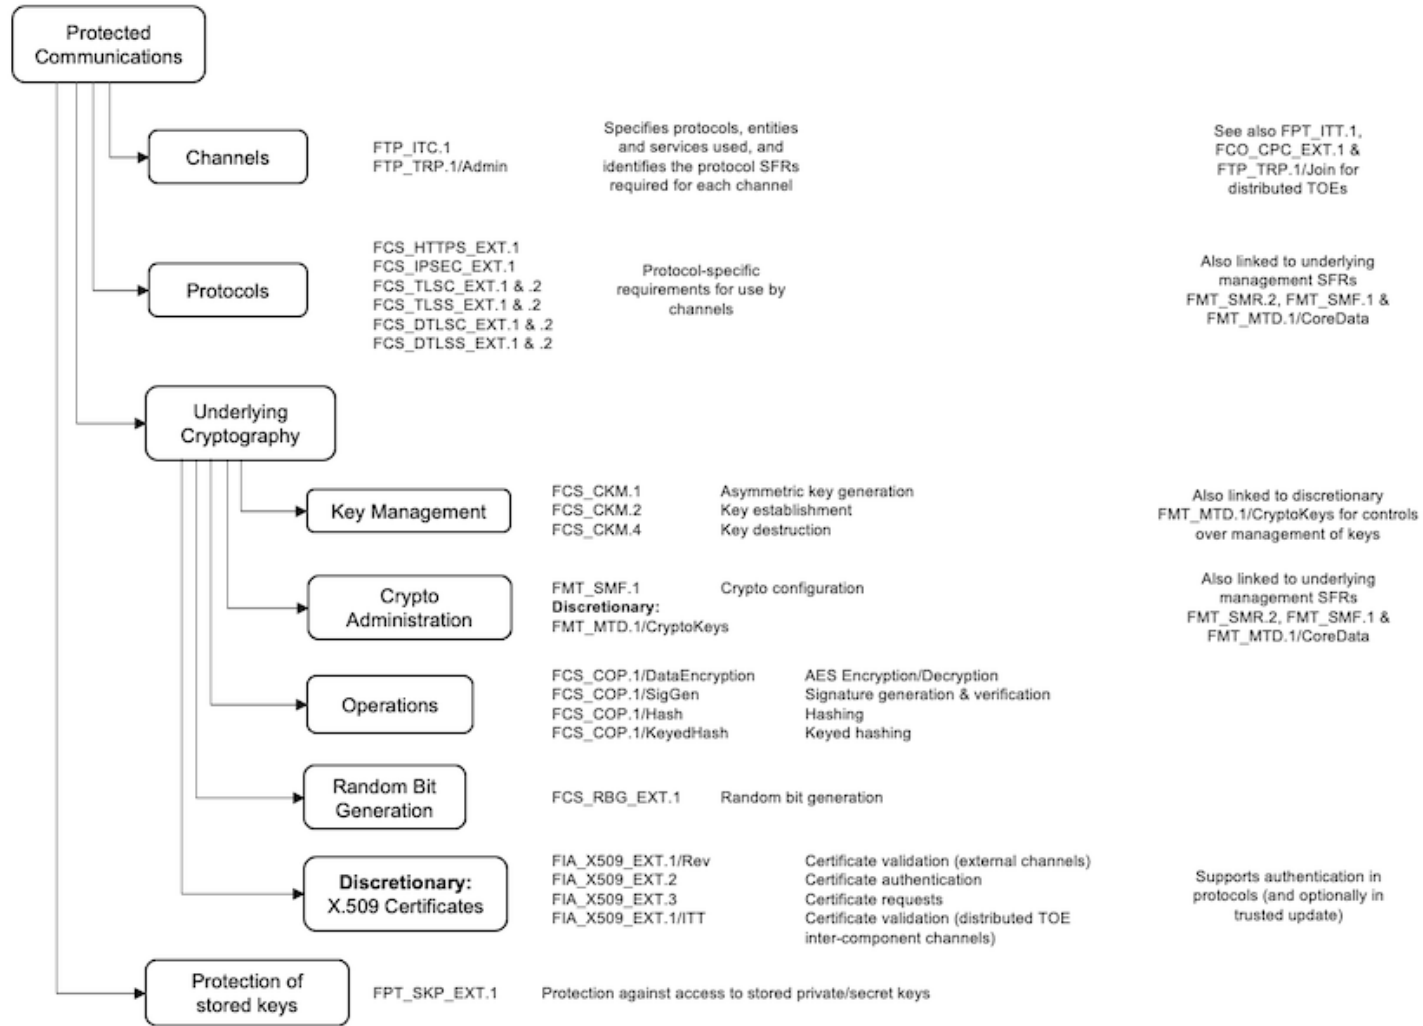 Protected
Communications
Channels
FTP_ITC.1
FTP_TRP.1/Admin
Specifies protocols, entities
and services used, and
identifies the protocol SFRs
required for each channel
See also FPT_ITT.1,
FCO_CPC_EXT.1 &
FTP_TRP.1/Join for
distributed TOEs
Protocols
FCS_HTTPS_EXT.1
FCS_IPSEC_EXT.1
FCS_TLSC_EXT.1 & .2
FCS_TLSS_EXT.1 & .2
FCS_DTLSC_EXT.1 & .2
FCS_DTLSS_EXT.1 & .2
Protocol-specific
requirements for use by
channels
Also linked to underlying
management SFRs
FMT_SMR.2, FMT_SMF.1 &
FMT_MTD.1/CoreData
Underlying
Cryptography
Key Management
FCS_CKM.1 Asymmetric key generation
FCS_CKM.2 Key establishment
FCS_CKM.4 Key destruction
Also linked to discretionary
FMT_MTD.1/CryptoKeys for controls
over management of keys
Crypto
Administration
FMT_SMF.1 Crypto configuration
Discretionary:
FMT_MTD.1/CryptoKeys
Also linked to underlying
management SFRs
FMT_SMR.2, FMT_SMF.1 &
FMT_MTD.1/CoreData
Operations
FCS_COP.1/DataEncryption AES Encryption/Decryption
FCS_COP.1/SigGen Signature generation & verification
FCS_COP.1/Hash Hashing
FCS_COP.1/KeyedHash Keyed hashing
Random Bit
Generation
FCS_RBG_EXT.1 Random bit generation
Discretionary:
X.509 Certificates
FIA_X509_EXT.1/Rev Certificate validation (external channels)
FIA_X509_EXT.2 Certificate authentication
FIA_X509_EXT.3 Certificate requests
FIA_X509_EXT.1/ITT Certificate validation (distributed TOE
inter-component channels)
Supports authentication in
protocols (and optionally in
trusted update)
Protection of
stored keys
FPT_SKP_EXT.1 Protection against access to stored private/secret keys